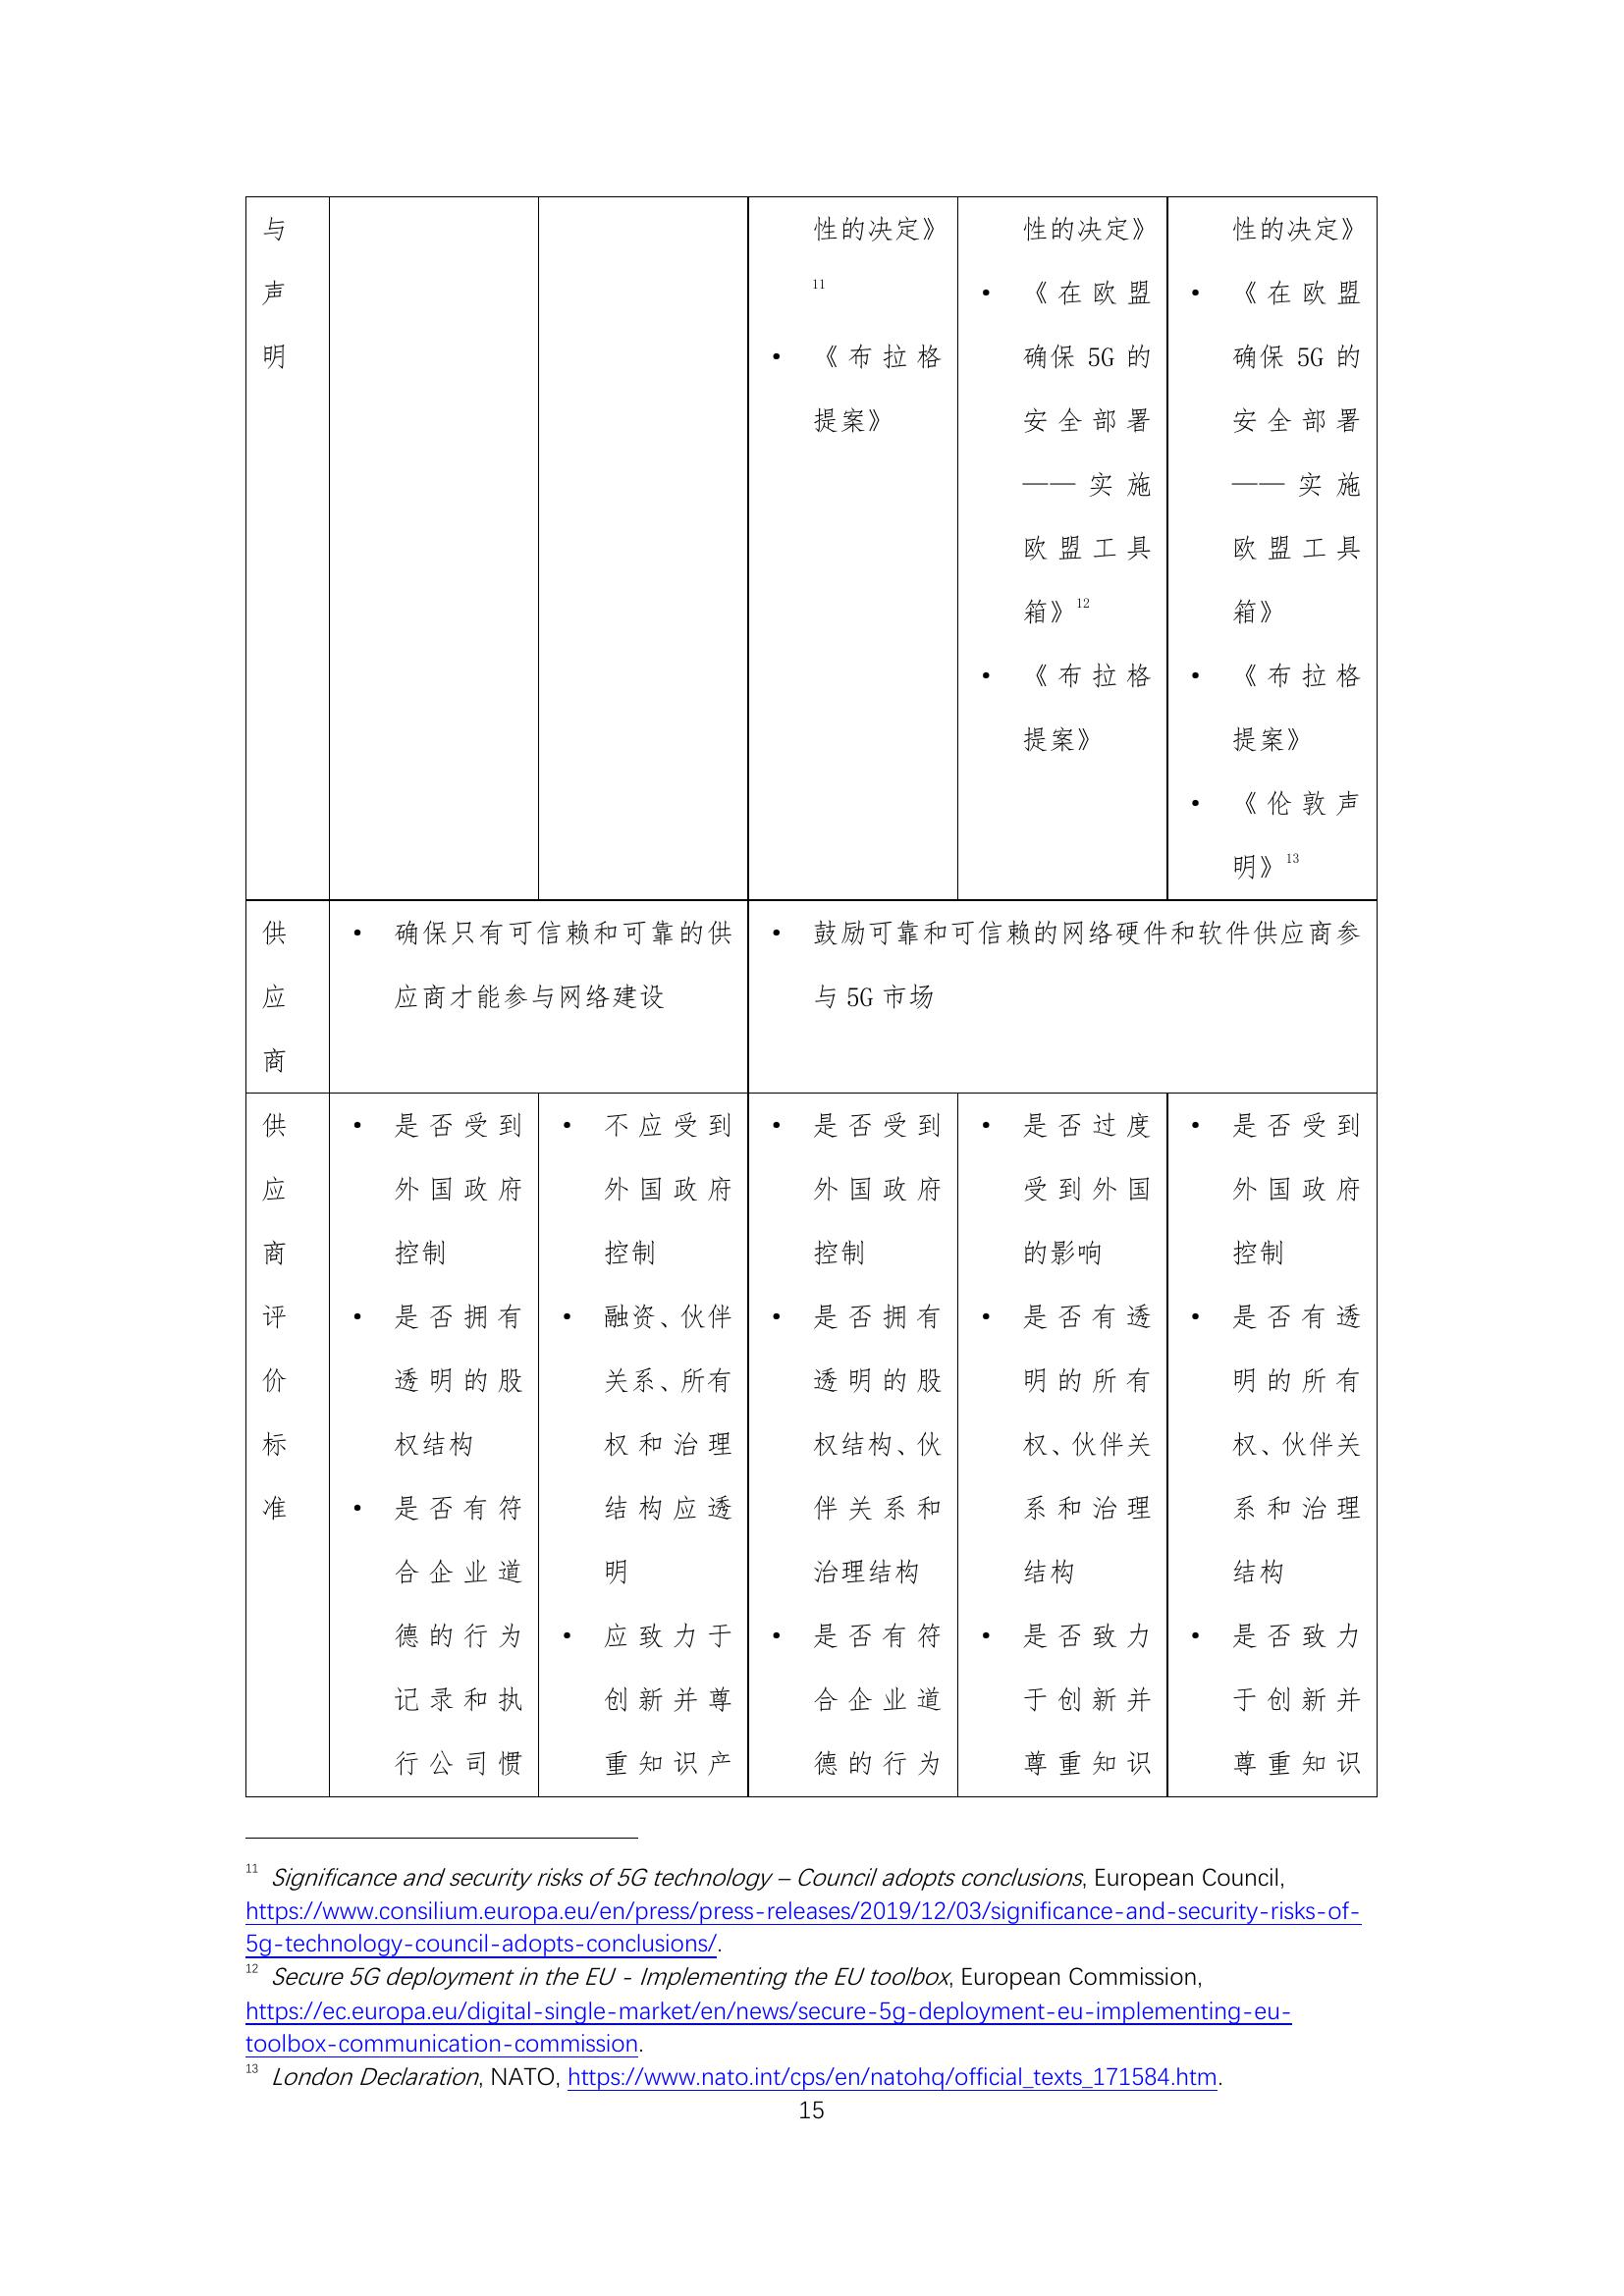 与
声
明
性的决定》
11
• 《布拉格
提案》
性的决定》
• 《在欧盟
确保 5G 的
安全部署
——实施
欧盟工具
箱》12
• 《布拉格
提案》
性的决定》
• 《在欧盟
确保 5G 的
安全部署
——实施
欧盟工具
箱》
• 《布拉格
提案》
• 《伦敦声
明》13
供
应
商
• 确保只有可信赖和可靠的供
应商才能参与网络建设
• 鼓励可靠和可信赖的网络硬件和软件供应商参
与 5G 市场
供
应
商
评
价
标
准
• 是否受到
外国政府
控制
• 是否拥有
透明的股
权结构
• 是否有符
合企业道
德的行为
记录和执
行公司惯
• 不应受到
外国政府
控制
• 融资、伙伴
关系、所有
权和治理
结构应透
明
• 应致力于
创新并尊
重知识产
• 是否受到
外国政府
控制
• 是否拥有
透明的股
权结构、伙
伴关系和
治理结构
• 是否有符
合企业道
德的行为
• 是否过度
受到外国
的影响
• 是否有透
明的所有
权、伙伴关
系和治理
结构
• 是否致力
于创新并
尊重知识
• 是否受到
外国政府
控制
• 是否有透
明的所有
权、伙伴关
系和治理
结构
• 是否致力
于创新并
尊重知识
11 Significance and security risks of 5G technology – Council adopts conclusions, European Council,
https://www.consilium.europa.eu/en/press/press-releases/2019/12/03/significance-and-security-risks-of-
5g-technology-council-adopts-conclusions/.
12 Secure 5G deployment in the EU - Implementing the EU toolbox, European Commission,
https://ec.europa.eu/digital-single-market/en/news/secure-5g-deployment-eu-implementing-eu-
toolbox-communication-commission.
13 London Declaration, NATO, https://www.nato.int/cps/en/natohq/official_texts_171584.htm.
15